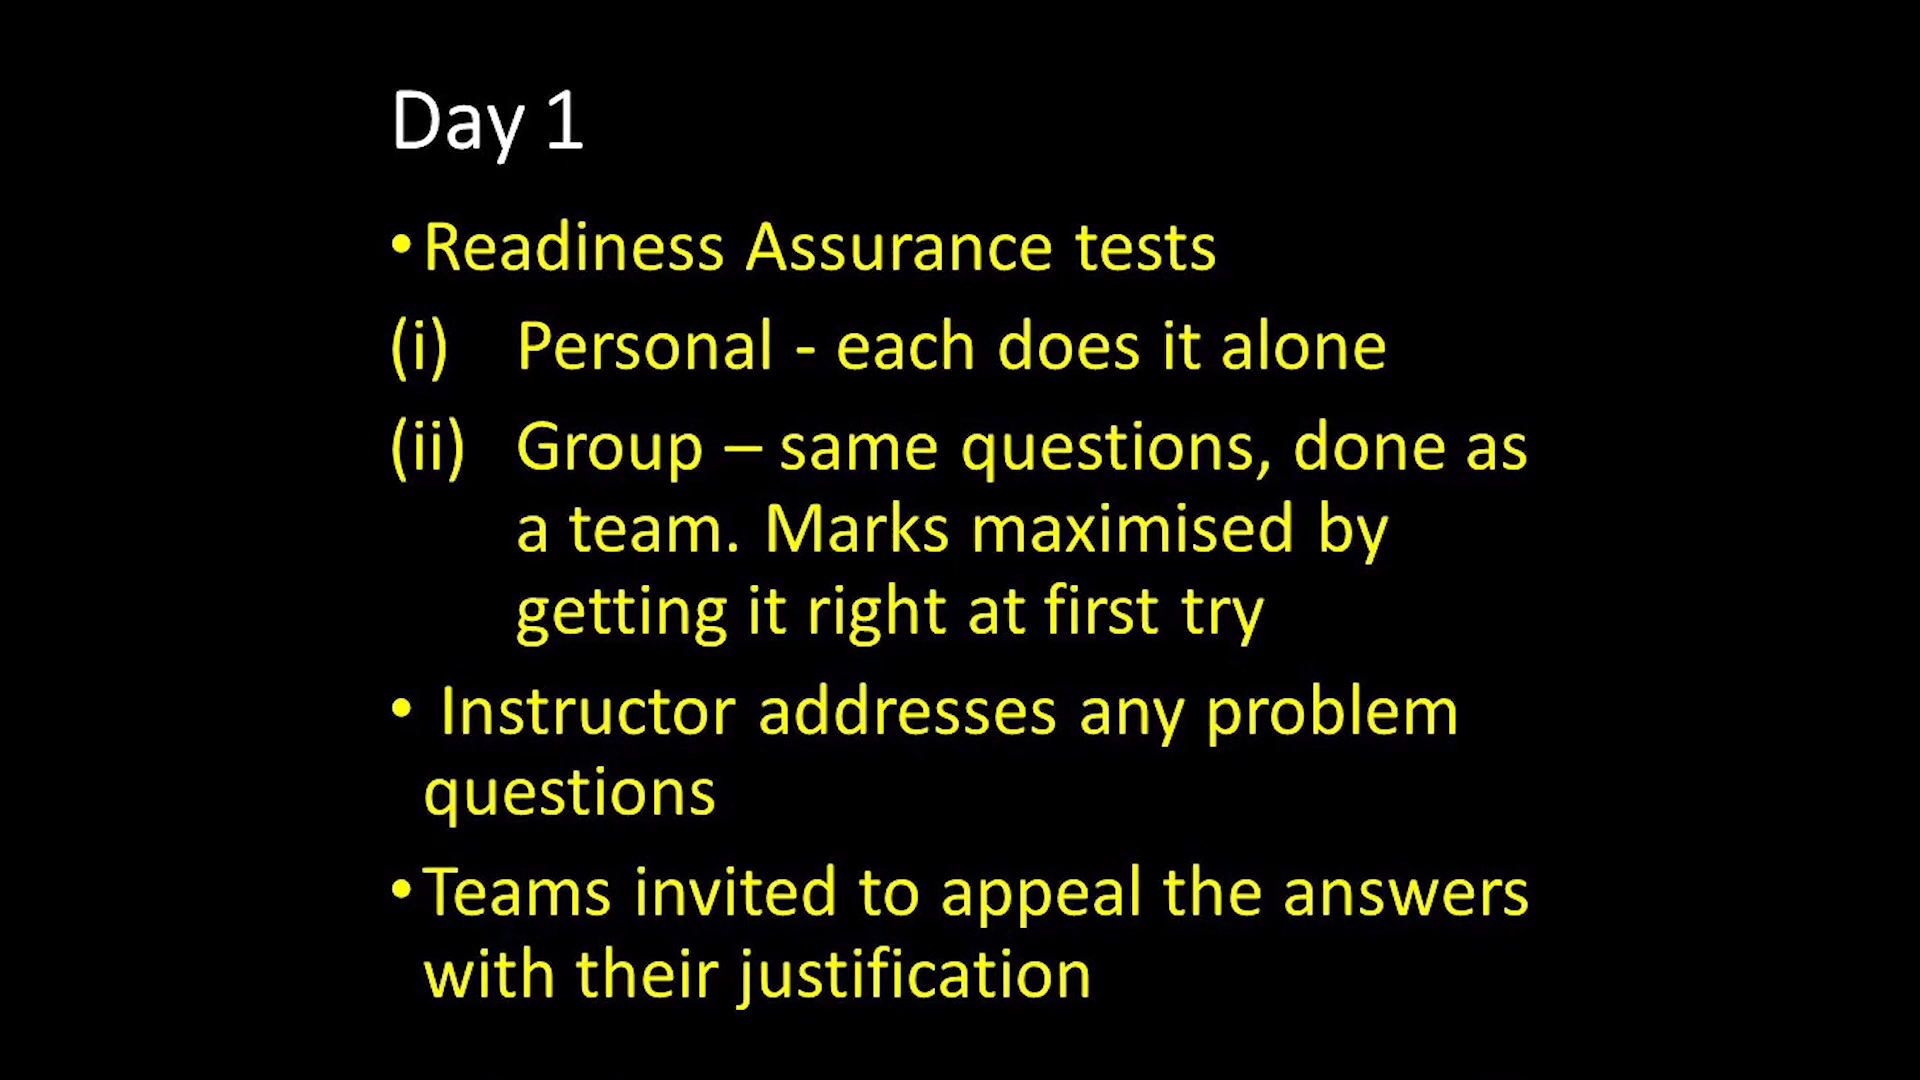 Day 1
•Readiness Assurance tests
(i) Personal - each does it alone
(ii) Group – same questions, done as
a team. Marks maximised by
getting it right at first try
• Instructor addresses any problem
questions
•Teams invited to appeal the answers
with their justification